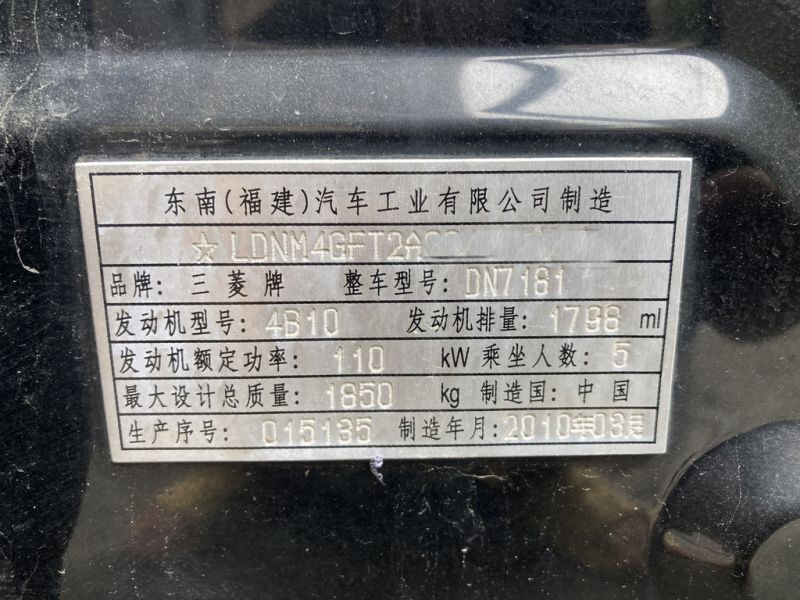 东南(福建)汽车工业有限公司制造
☆LDNM4GFT2A
品牌: 三菱牌 整车型号: DN7181
发动机型号: 4B10 发动机排量: 1798 ml
发动机额定功率: 110 kW 乘坐人数: 5
最大设计总质量: 1850 kg 制造国: 中国
生产序号: 015135 制造年月: 2010年03月